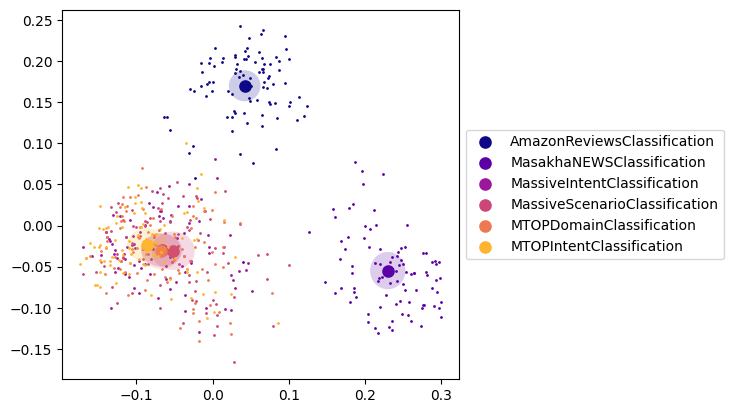 0.25
0.20
0.15
0.10
0.05
0.00
−0.05
−0.10
−0.15
−0.1
0.0
0.1
0.2
0.3
AmazonReviewsClassification
MasakhaNEWSClassification
MassiveIntentClassification
MassiveScenarioClassification
MTOPDomainClassification
MTOPIntentClassification